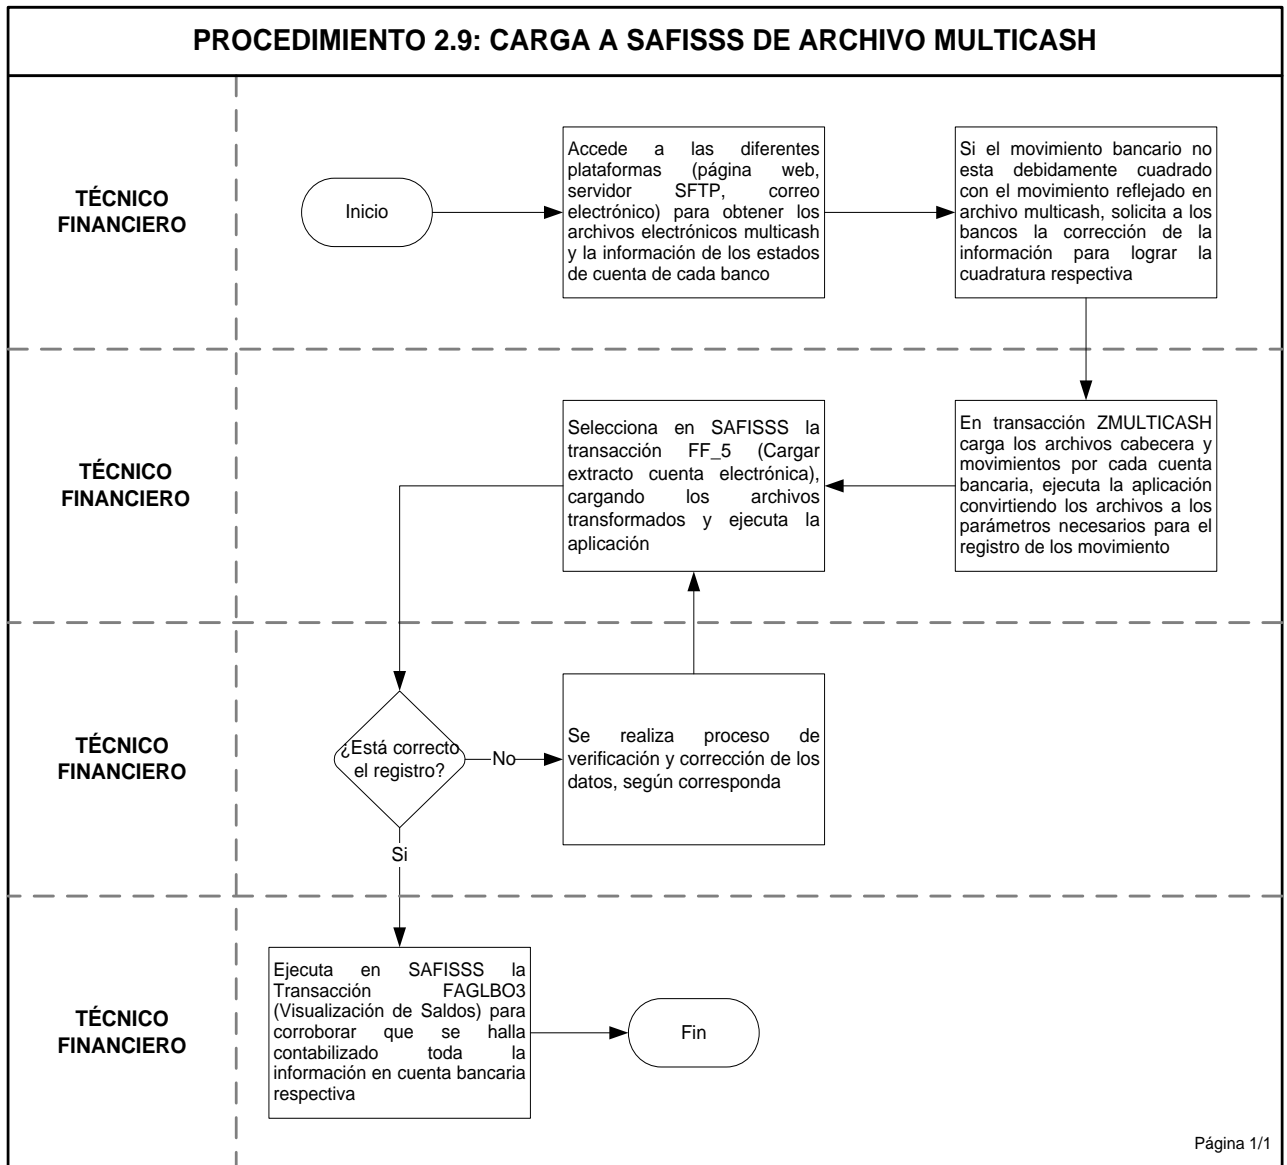 PROCEDIMIENTO 2.9: CARGA A SAFISSS DE ARCHIVO MULTICASH
TÉCNICO
FINANCIERO
Inicio
Accede a las diferentes
plataformas (página web,
servidor SFTP, correo
electrónico) para obtener los
archivos electrónicos multicash
y la información de los estados
de cuenta de cada banco
Si el movimiento bancario no
esta debidamente cuadrado
con el movimiento reflejado en
archivo multicash, solicita a los
bancos la corrección de la
información para lograr la
cuadratura respectiva
TÉCNICO
FINANCIERO
Selecciona en SAFISSS la
transacción FF_5 (Cargar
extracto cuenta electrónica),
cargando los archivos
transformados y ejecuta la
aplicación
En transacción ZMULTICASH
carga los archivos cabecera y
movimientos por cada cuenta
bancaria, ejecuta la aplicación
convirtiendo los archivos a los
parámetros necesarios para el
registro de los movimiento
TÉCNICO
FINANCIERO
¿Está correcto
el registro?
No
Se realiza proceso de
verificación y corrección de los
datos, según corresponda
Si
TÉCNICO
FINANCIERO
Ejecuta en SAFISSS la
Transacción FAGLBO3
(Visualización de Saldos) para
corroborar que se halla
contabilizado toda la
información en cuenta bancaria
respectiva
Fin
Página 1/1